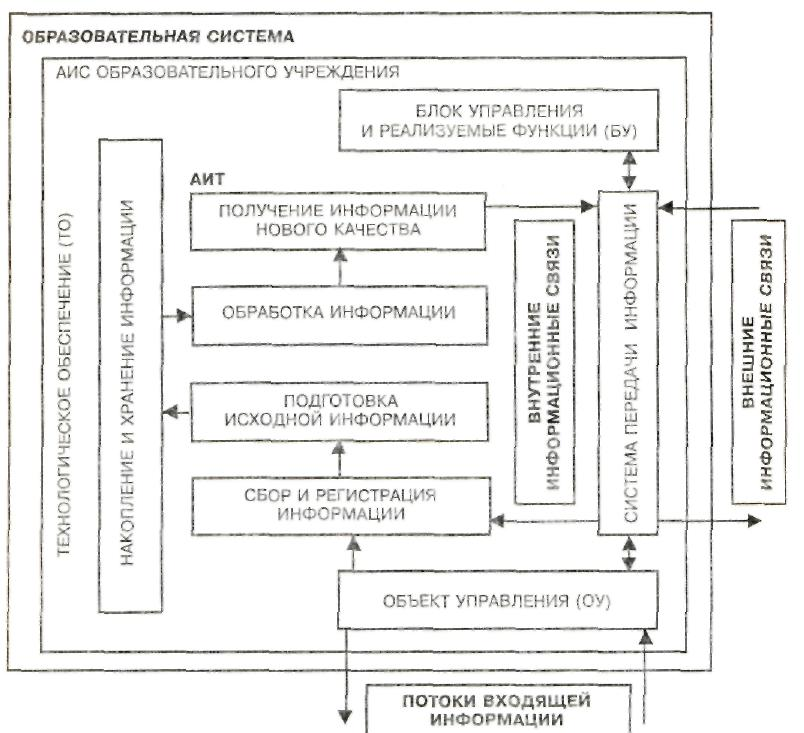 ОБРАЗОВАТЕЛЬНАЯ СИСТЕМА
АИС ОБРАЗОВАТЕЛЬНОГО УЧРЕЖДЕНИЯ
БЛОК УПРАВЛЕНИЯ
И РЕАЛИЗУЕМЫЕ ФУНКЦИИ (БУ)
ТЕХНОЛОГИЧЕСКОЕ ОБЕСПЕЧЕНИЕ (ТО)
НАКОПЛЕНИЕ И ХРАНЕНИЕ ИНФОРМАЦИИ
АИТ
ПОЛУЧЕНИЕ ИНФОРМАЦИИ
НОВОГО КАЧЕСТВА
ОБРАБОТКА ИНФОРМАЦИИ
ПОДГОТОВКА
ИСХОДНОЙ ИНФОРМАЦИИ
СБОР И РЕГИСТРАЦИЯ
ИНФОРМАЦИИ
ВНУТРЕННИЕ
ИНФОРМАЦИОННЫЕ СВЯЗИ
СИСТЕМА ПЕРЕДАЧИ ИНФОРМАЦИИ
ВНЕШНИЕ
ИНФОРМАЦИОННЫЕ СВЯЗИ
ОБЪЕКТ УПРАВЛЕНИЯ (ОУ)
ПОТОКИ ВХОДЯЩЕЙ
ИНФОРМАЦИИ